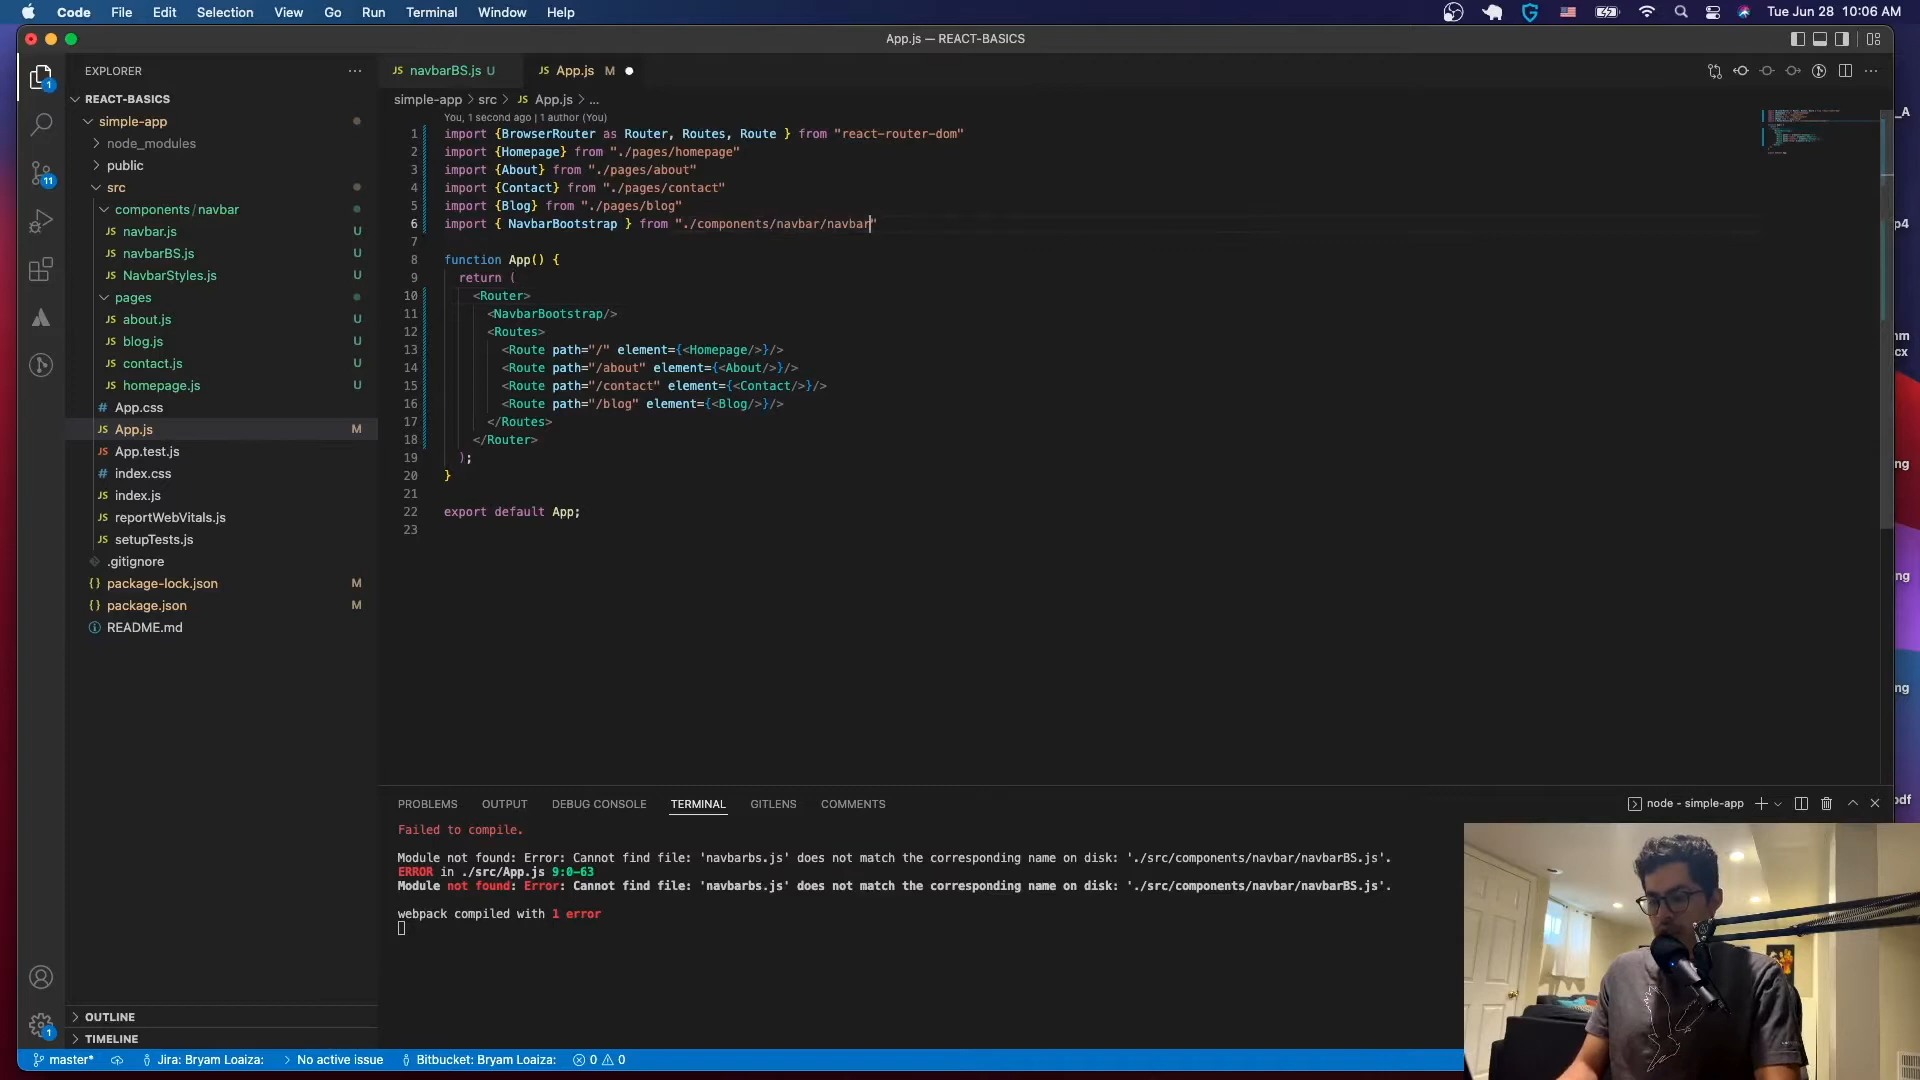 Code File Edit Selection View Go Run Terminal Window Help
Tue Jun 28 10:06 AM
App.js — REACT-BASICS
EXPLORER
REACT-BASICS
simple-app
node_modules
public
src
components / navbar
navbar.js U
navbarBS.js U
NavbarStyles.js U
pages
about.js U
blog.js U
contact.js U
homepage.js U
App.css
App.js M
App.test.js
index.css
index.js
reportWebVitals.js
setupTests.js
.gitignore
package-lock.json M
package.json M
README.md
OUTLINE
TIMELINE
1
11
1
JS navbarBS.js U
JS App.js M
simple-app > src > JS App.js > ...
You, 1 second ago | 1 author (You)
1 import {BrowserRouter as Router, Routes, Route } from "react-router-dom"
2 import {Homepage} from "./pages/homepage"
3 import {About} from "./pages/about"
4 import {Contact} from "./pages/contact"
5 import {Blog} from "./pages/blog"
6 import { NavbarBootstrap } from "./components/navbar/navbar"
7
8 function App() {
9 return (
10 <Router>
11 <NavbarBootstrap/>
12 <Routes>
13 <Route path="/" element={<Homepage/>}/>
14 <Route path="/about" element={<About/>}/>
15 <Route path="/contact" element={<Contact/>}/>
16 <Route path="/blog" element={<Blog/>}/>
17 </Routes>
18 </Router>
19 );
20 }
21
22 export default App;
23
PROBLEMS OUTPUT DEBUG CONSOLE TERMINAL GITLENS COMMENTS
node - simple-app
Failed to compile.
Module not found: Error: Cannot find file: 'navbarbs.js' does not match the corresponding name on disk: './src/components/navbar/navbarBS.js'.
ERROR in ./src/App.js 9:0-63
Module not found: Error: Cannot find file: 'navbarbs.js' does not match the corresponding name on disk: './src/components/navbar/navbarBS.js'.
webpack compiled with 1 error
master* Jira: Bryam Loaiza: No active issue Bitbucket: Bryam Loaiza: 0 0
_A
p4
nm
cx
ng
ng
ng
pdf